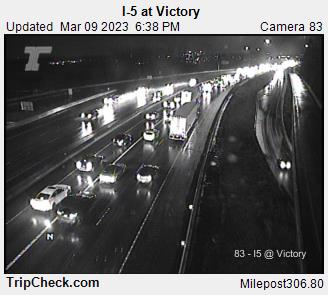 I-5 at Victory
Updated Mar 09 2023 6:38 PM Camera 83
T
N
83 - I5 @ Victory
TripCheck.com Milepost306.80